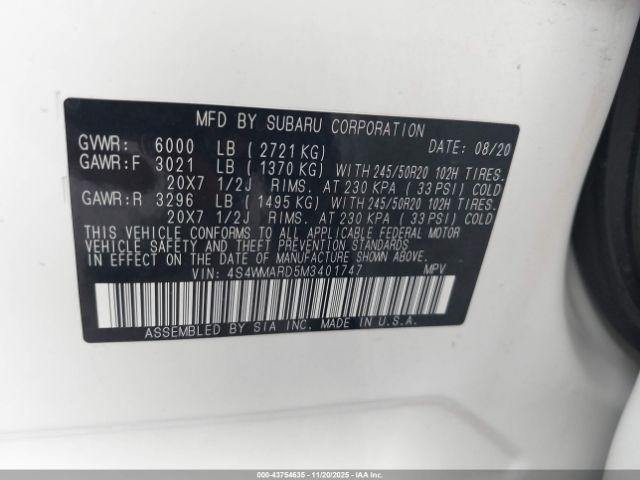 MFD BY SUBARU CORPORATION
GVWR: 6000 LB ( 2721 KG) DATE: 08/20
GAWR:F 3021 LB ( 1370 KG) WITH 245/50R20 102H TIRES.
20X7 1/2J RIMS. AT 230 KPA ( 33 PSI) COLD
GAWR:R 3296 LB ( 1495 KG) WITH 245/50R20 102H TIRES.
20X7 1/2J RIMS. AT 230 KPA ( 33 PSI) COLD
THIS VEHICLE CONFORMS TO ALL APPLICABLE FEDERAL MOTOR
VEHICLE SAFETY AND THEFT PREVENTION STANDARDS
IN EFFECT ON THE DATE OF MANUFACTURE SHOWN ABOVE.
VIN: 4S4WMARD5M3401747 MPV
ASSEMBLED BY SIA INC. MADE IN U.S.A.
000-43754635 - 11/20/2025 - IAAI.com